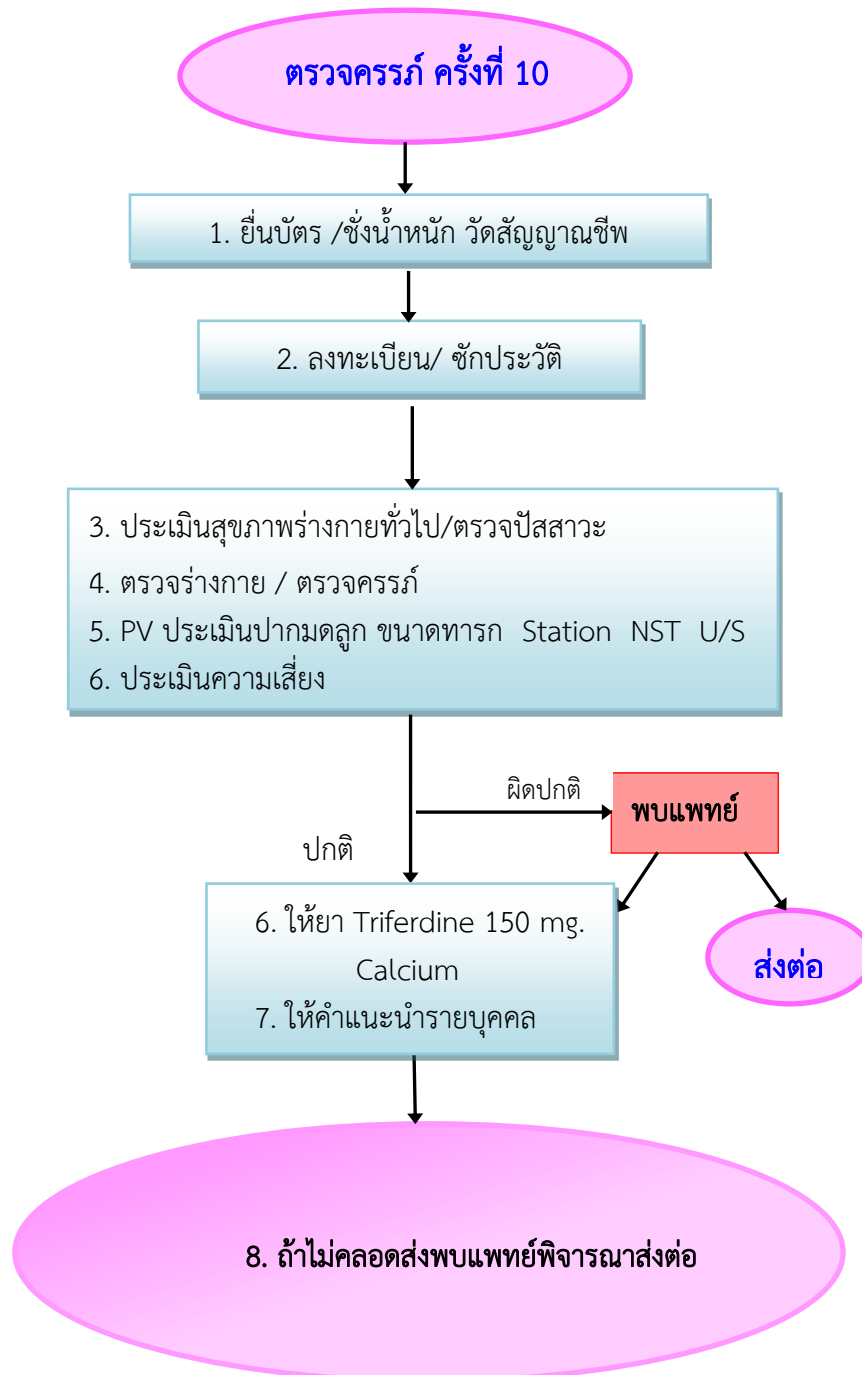 ตรวจครรภ์ ครั้งที่ 10
1. ยื่นบัตร /ชั่งน้ำหนัก วัดสัญญาณชีพ
2. ลงทะเบียน/ ซักประวัติ
3. ประเมินสุขภาพร่างกายทั่วไป/ตรวจปัสสาวะ
4. ตรวจร่างกาย / ตรวจครรภ์
5. PV ประเมินปากมดลูก ขนาดทารก Station NST U/S
6. ประเมินความเสี่ยง
ผิดปกติ
พบแพทย์
ปกติ
6. ให้ยา Triferdine 150 mg.
Calcium
7. ให้คำแนะนำรายบุคคล
ส่งต่อ
8. ถ้าไม่คลอดส่งพบแพทย์พิจารณาส่งต่อ